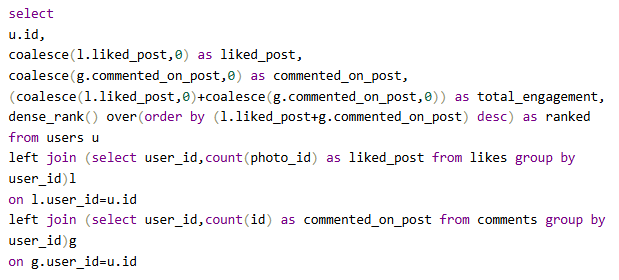 select
u.id,
coalesce(l.liked_post,0) as liked_post,
coalesce(g.commented_on_post,0) as commented_on_post,
(coalesce(l.liked_post,0)+coalesce(g.commented_on_post,0)) as total_engagement,
dense_rank() over(order by (l.liked_post+g.commented_on_post) desc) as ranked
from users u
left join (select user_id,count(photo_id) as liked_post from likes group by
user_id)l
on l.user_id=u.id
left join (select user_id,count(id) as commented_on_post from comments group by
user_id)g
on g.user_id=u.id